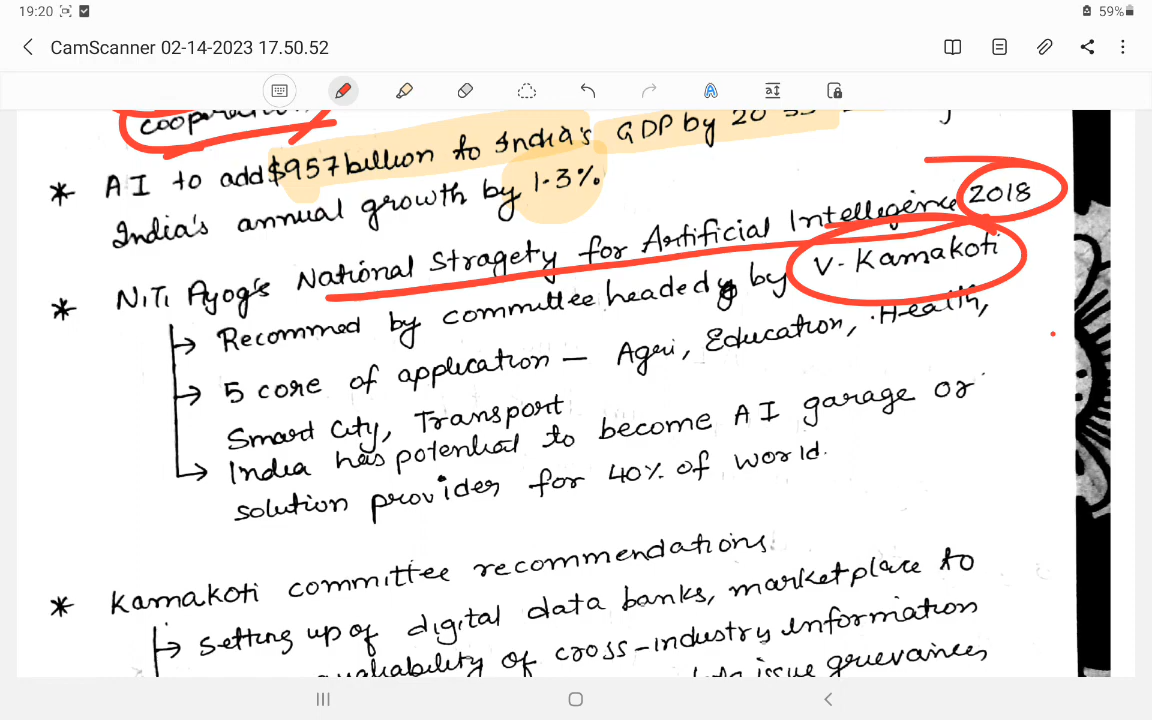 19:20
59%
CamScanner 02-14-2023 17.50.52
* AI to add $957 billion to India's GDP by 20
India's annual growth by 1.3%
* NiTi Ayog's National Stragety for Artificial Intelligence 2018
Recommed by committee headed by V. Kamakoti
→ 5 core of application — Agri, Education, Health,
Smart City, Transport
→ India has potential to become AI garage or
solution provider for 40% of world.
* Kamakoti committee recommendations
→ Setting up of digital data banks, marketplace to
of cross-industry information
issue grievances